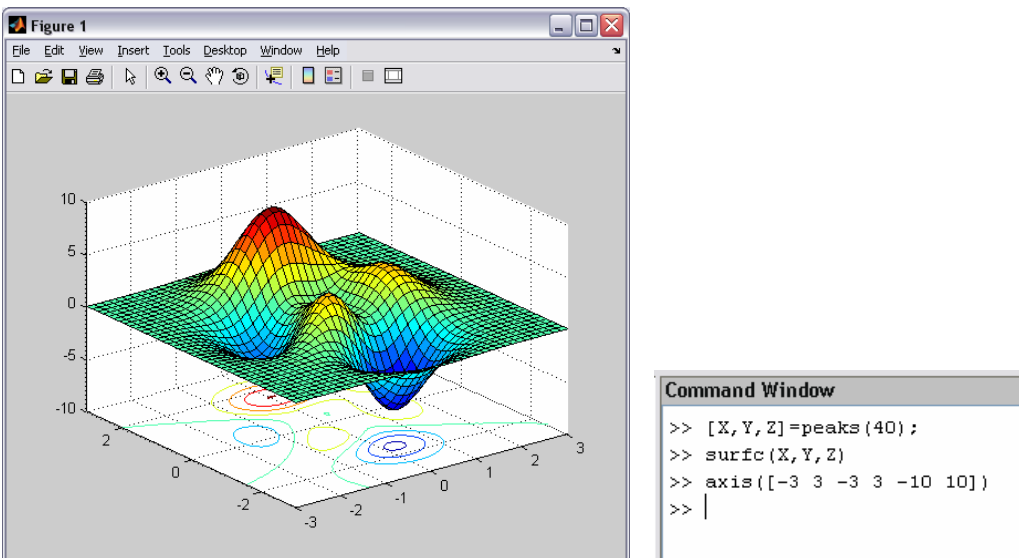 Figure 1
File Edit View Insert Tools Desktop Window Help
10
5
0
-5
-10
2
0
-2
-3
-2
-1
0
1
2
3
Command Window
>> [X,Y,Z]=peaks(40);
>> surfc(X,Y,Z)
>> axis([-3 3 -3 3 -10 10])
>>